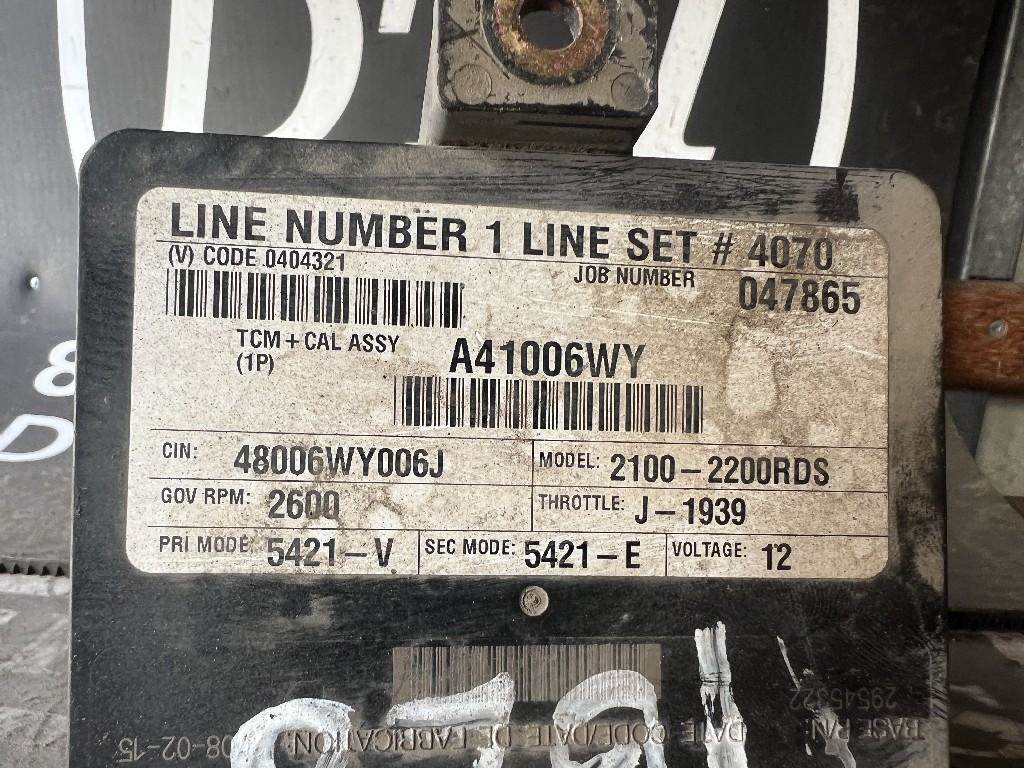 LINE NUMBER 1 LINE SET # 4070
(V) CODE 0404321
JOB NUMBER
047865
TCM + CAL ASSY
(1P)
A41006WY
CIN: 48006WY006J
MODEL: 2100-2200RDS
GOV RPM: 2600
THROTTLE: J-1939
PRI MODE: 5421-V
SEC MODE: 5421-E
VOLTAGE: 12
BASE P/N:
29545322
DATE CODE/DATE DE FABRICATION:
08-02-15